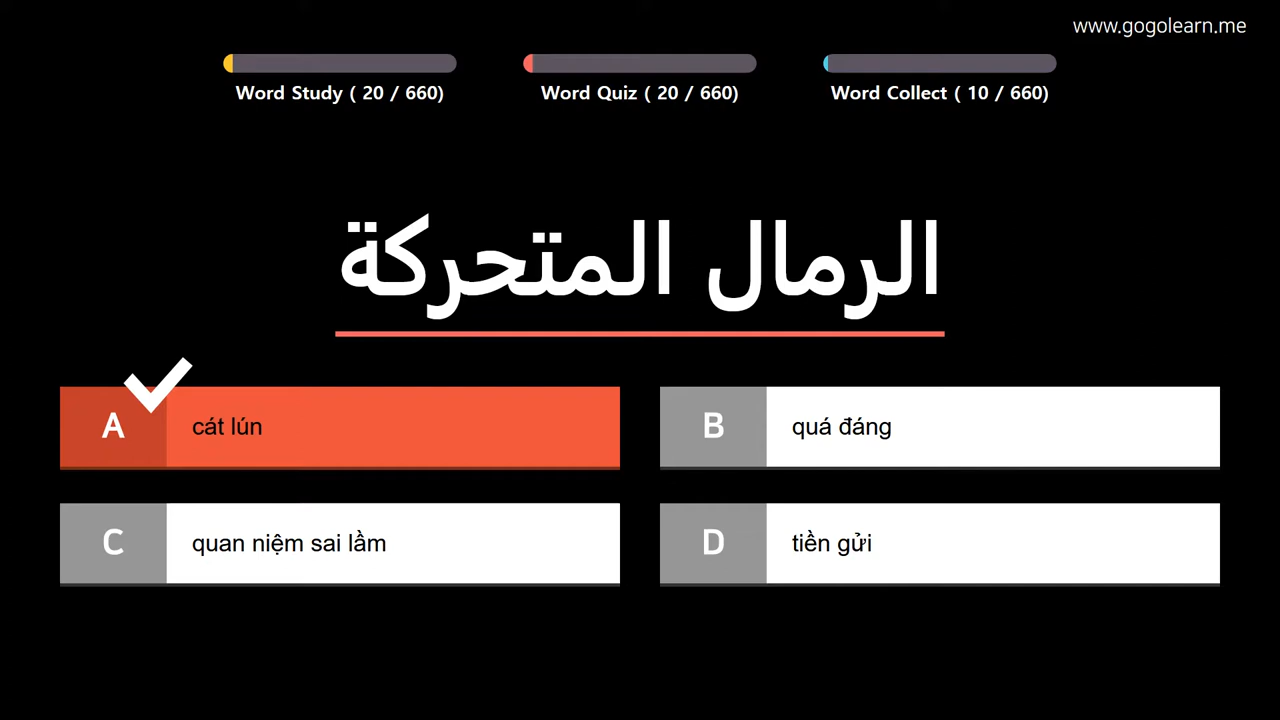 www.gogolearn.me
Word Study ( 20 / 660)
Word Quiz ( 20 / 660)
Word Collect ( 10 / 660)
الرمال المتحركة
A cát lún
B quá đáng
C quan niệm sai lầm
D tiền gửi